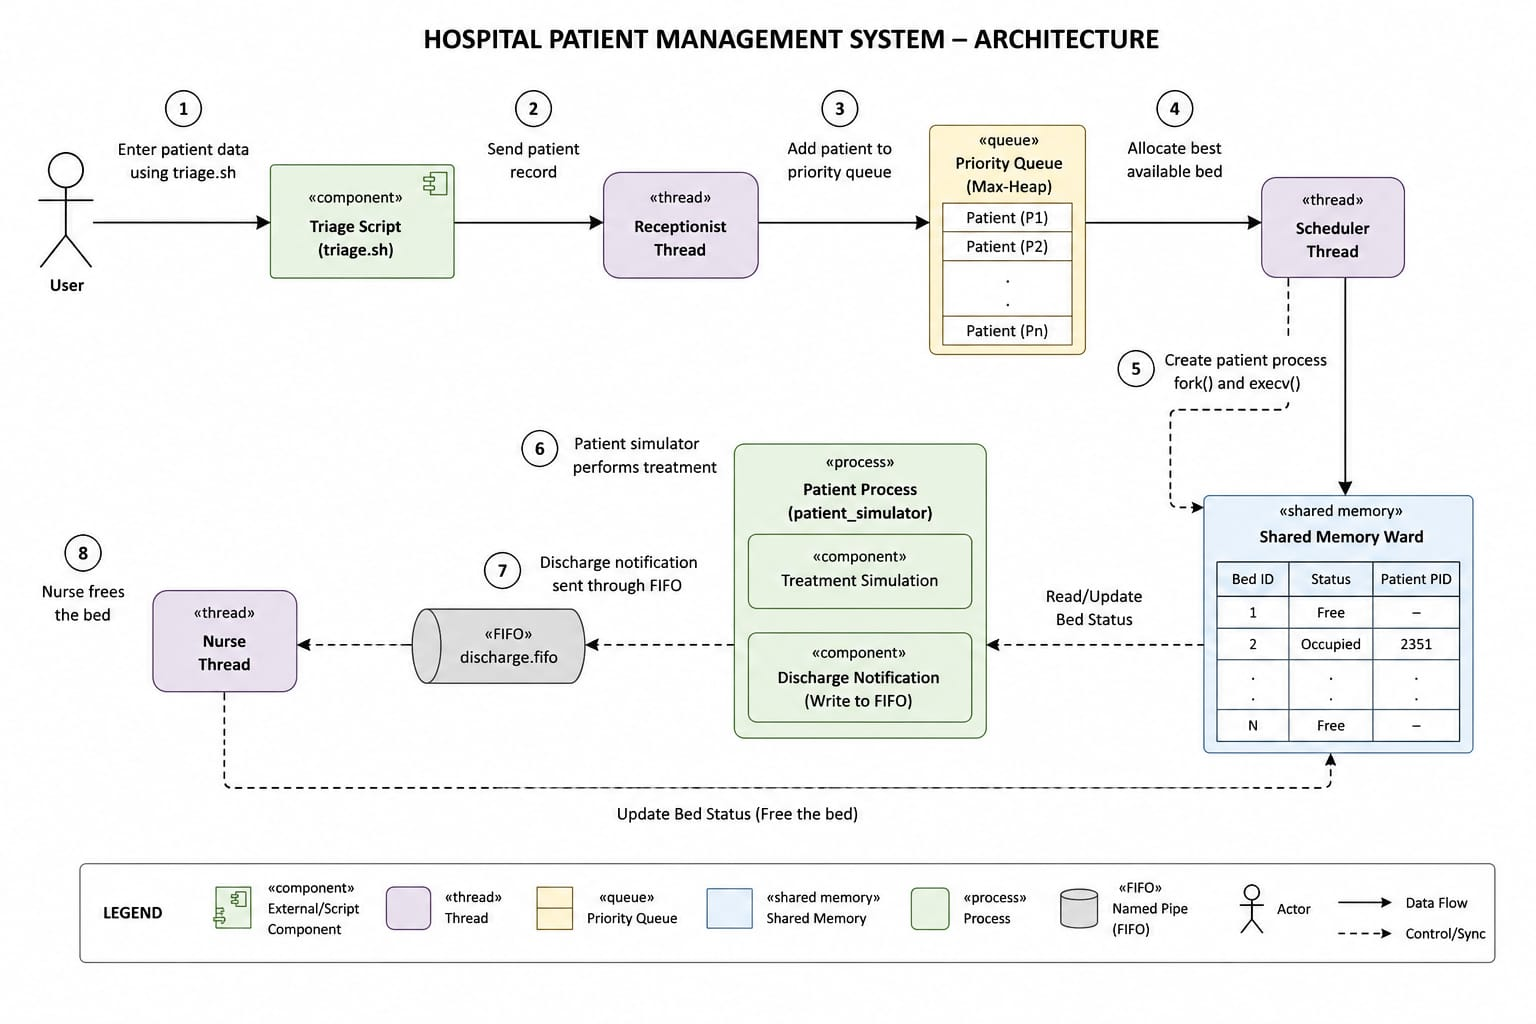 HOSPITAL PATIENT MANAGEMENT SYSTEM – ARCHITECTURE
1
Enter patient data
using triage.sh
User
«component»
Triage Script
(triage.sh)
2
Send patient
record
«thread»
Receptionist
Thread
3
Add patient to
priority queue
«queue»
Priority Queue
(Max-Heap)
Patient (P1)
Patient (P2)
.
.
Patient (Pn)
4
Allocate best
available bed
«thread»
Scheduler
Thread
5
Create patient process
fork() and execv()
6
Patient simulator
performs treatment
«process»
Patient Process
(patient_simulator)
«component»
Treatment Simulation
«component»
Discharge Notification
(Write to FIFO)
«shared memory»
Shared Memory Ward
Bed ID Status Patient PID
1 Free –
2 Occupied 2351
. . .
. . .
N Free –
Read/Update
Bed Status
7
Discharge notification
sent through FIFO
«FIFO»
discharge.fifo
8
Nurse frees
the bed
«thread»
Nurse
Thread
Update Bed Status (Free the bed)
LEGEND
«component»
External/Script
Component
«thread»
Thread
«queue»
Priority Queue
«shared memory»
Shared Memory
«process»
Process
«FIFO»
Named Pipe
(FIFO)
Actor
Data Flow
Control/Sync